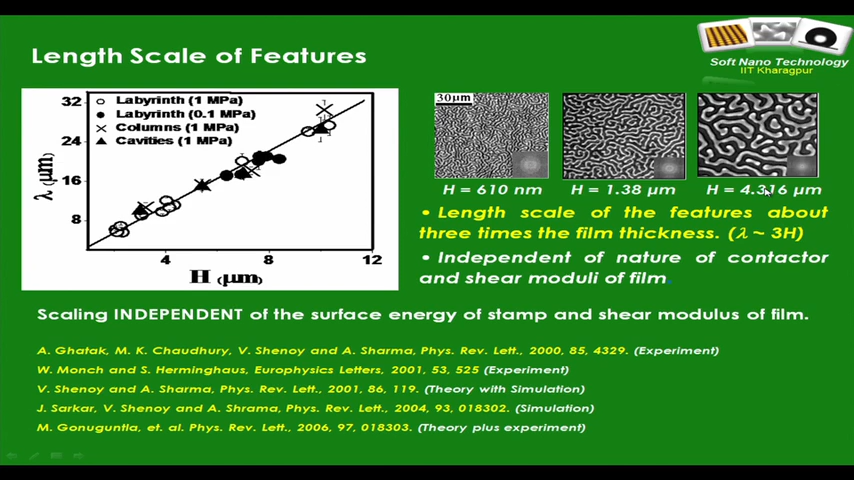 Length Scale of Features
Soft Nano Technology
IIT Kharagpur
32
24
16
8
λ (μm)
Labyrinth (1 MPa)
Labyrinth (0.1 MPa)
Columns (1 MPa)
Cavities (1 MPa)
4
8
12
H (μm)
30μm
H = 610 nm
H = 1.38 μm
H = 4.316 μm
• Length scale of the features about
three times the film thickness. (λ ~ 3H)
• Independent of nature of contactor
and shear moduli of film.
Scaling INDEPENDENT of the surface energy of stamp and shear modulus of film.
A. Ghatak, M. K. Chaudhury, V. Shenoy and A. Sharma, Phys. Rev. Lett., 2000, 85, 4329. (Experiment)
W. Monch and S. Herminghaus, Europhysics Letters, 2001, 53, 525 (Experiment)
V. Shenoy and A. Sharma, Phys. Rev. Lett., 2001, 86, 119. (Theory with Simulation)
J. Sarkar, V. Shenoy and A. Shrama, Phys. Rev. Lett., 2004, 93, 018302. (Simulation)
M. Gonuguntla, et. al. Phys. Rev. Lett., 2006, 97, 018303. (Theory plus experiment)